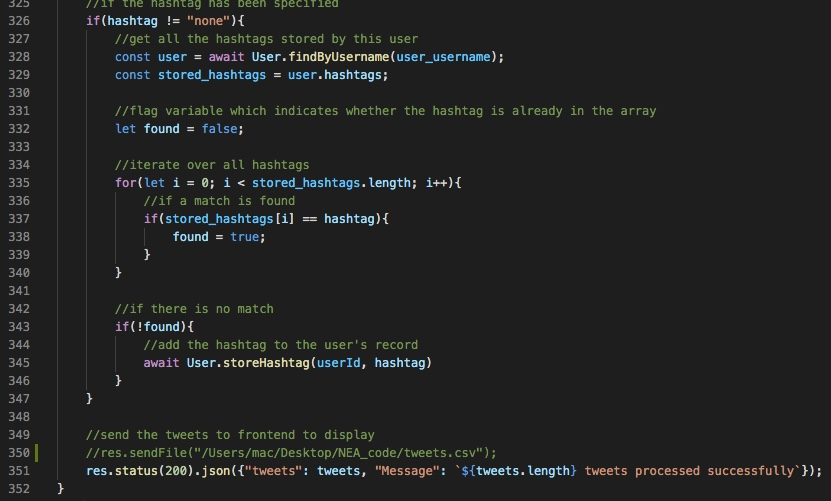 325 //if the hashtag has been specified
326 if(hashtag != "none"){
327 //get all the hashtags stored by this user
328 const user = await User.findByUsername(user_username);
329 const stored_hashtags = user.hashtags;
330
331 //flag variable which indicates whether the hashtag is already in the array
332 let found = false;
333
334 //iterate over all hashtags
335 for(let i = 0; i < stored_hashtags.length; i++){
336 //if a match is found
337 if(stored_hashtags[i] == hashtag){
338 found = true;
339 }
340 }
341
342 //if there is no match
343 if(!found){
344 //add the hashtag to the user's record
345 await User.storeHashtag(userId, hashtag)
346 }
347 }
348
349 //send the tweets to frontend to display
350 //res.sendFile("/Users/mac/Desktop/NEA_code/tweets.csv");
351 res.status(200).json({"tweets": tweets, "Message": `${tweets.length} tweets processed successfully`});
352 }